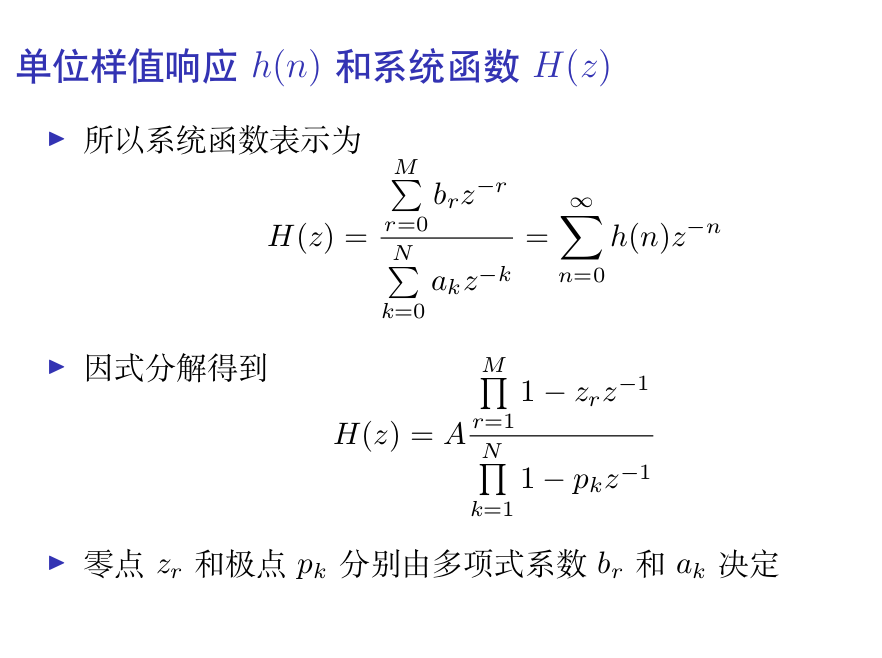 单位样值响应 h(n) 和系统函数 H(z)
▶ 所以系统函数表示为
H(z) = \frac{\sum_{r=0}^{M} b_r z^{-r}}{\sum_{k=0}^{N} a_k z^{-k}} = \sum_{n=0}^{∞} h(n)z^{-n}
▶ 因式分解得到
H(z) = A \frac{\prod_{r=1}^{M} 1 − z_r z^{-1}}{\prod_{k=1}^{N} 1 − p_k z^{-1}}
▶ 零点 z_r 和极点 p_k 分别由多项式系数 b_r 和 a_k 决定